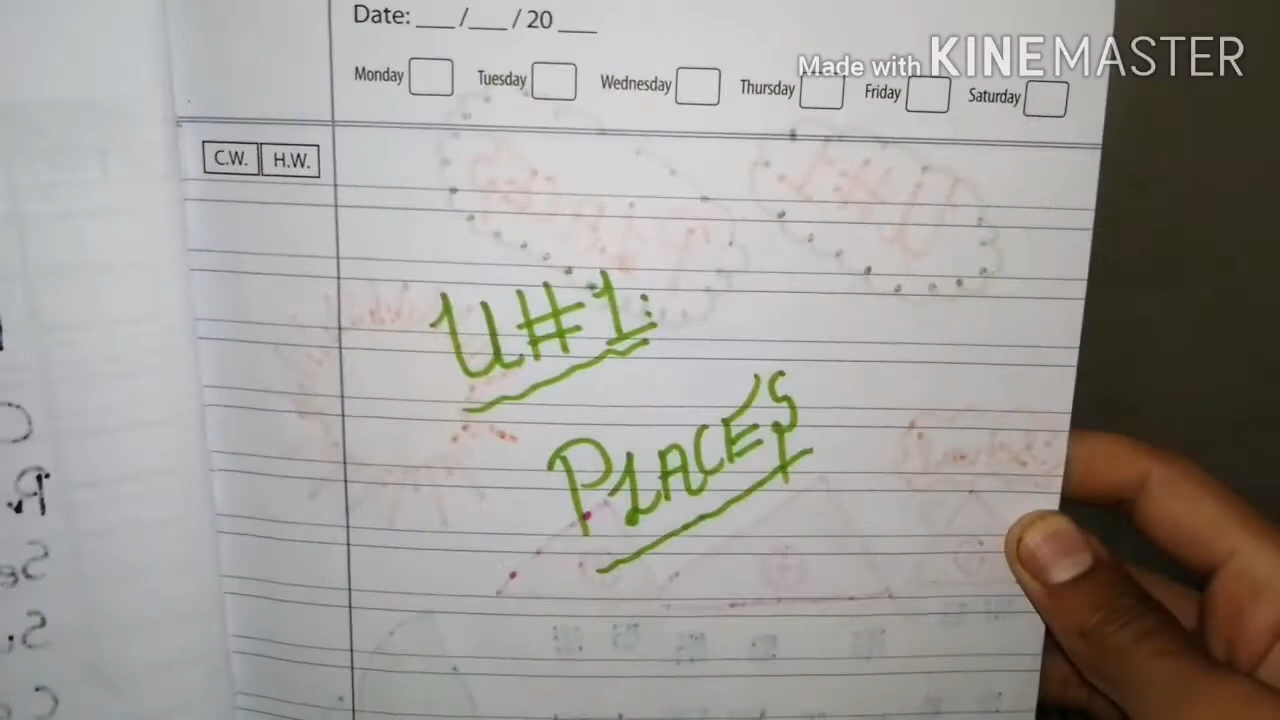 Date: ___ /___ / 20 ___
Made with KINEMASTER
Monday Tuesday Wednesday Thursday Friday Saturday
C.W. H.W.
U#1:
PLACES